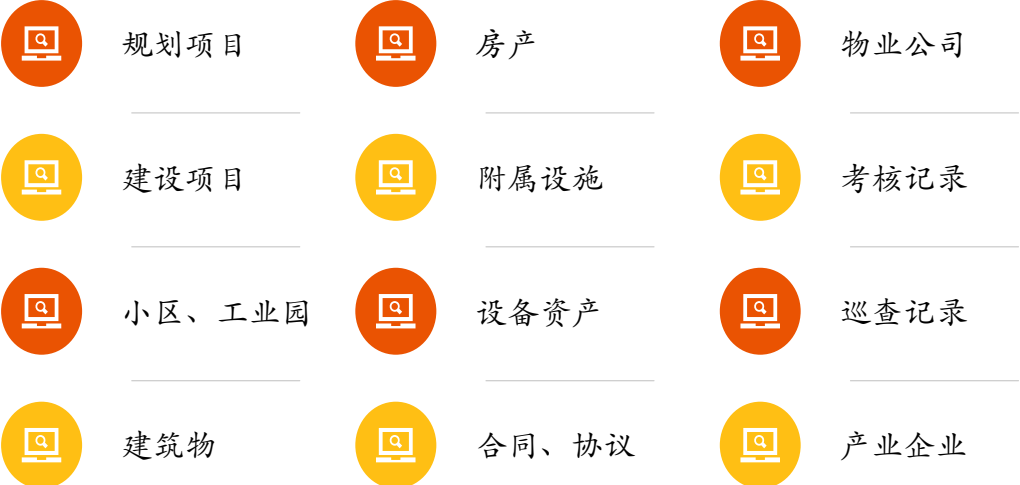 规划项目
房产
物业公司
建设项目
附属设施
考核记录
小区、工业园
设备资产
巡查记录
建筑物
合同、协议
产业企业